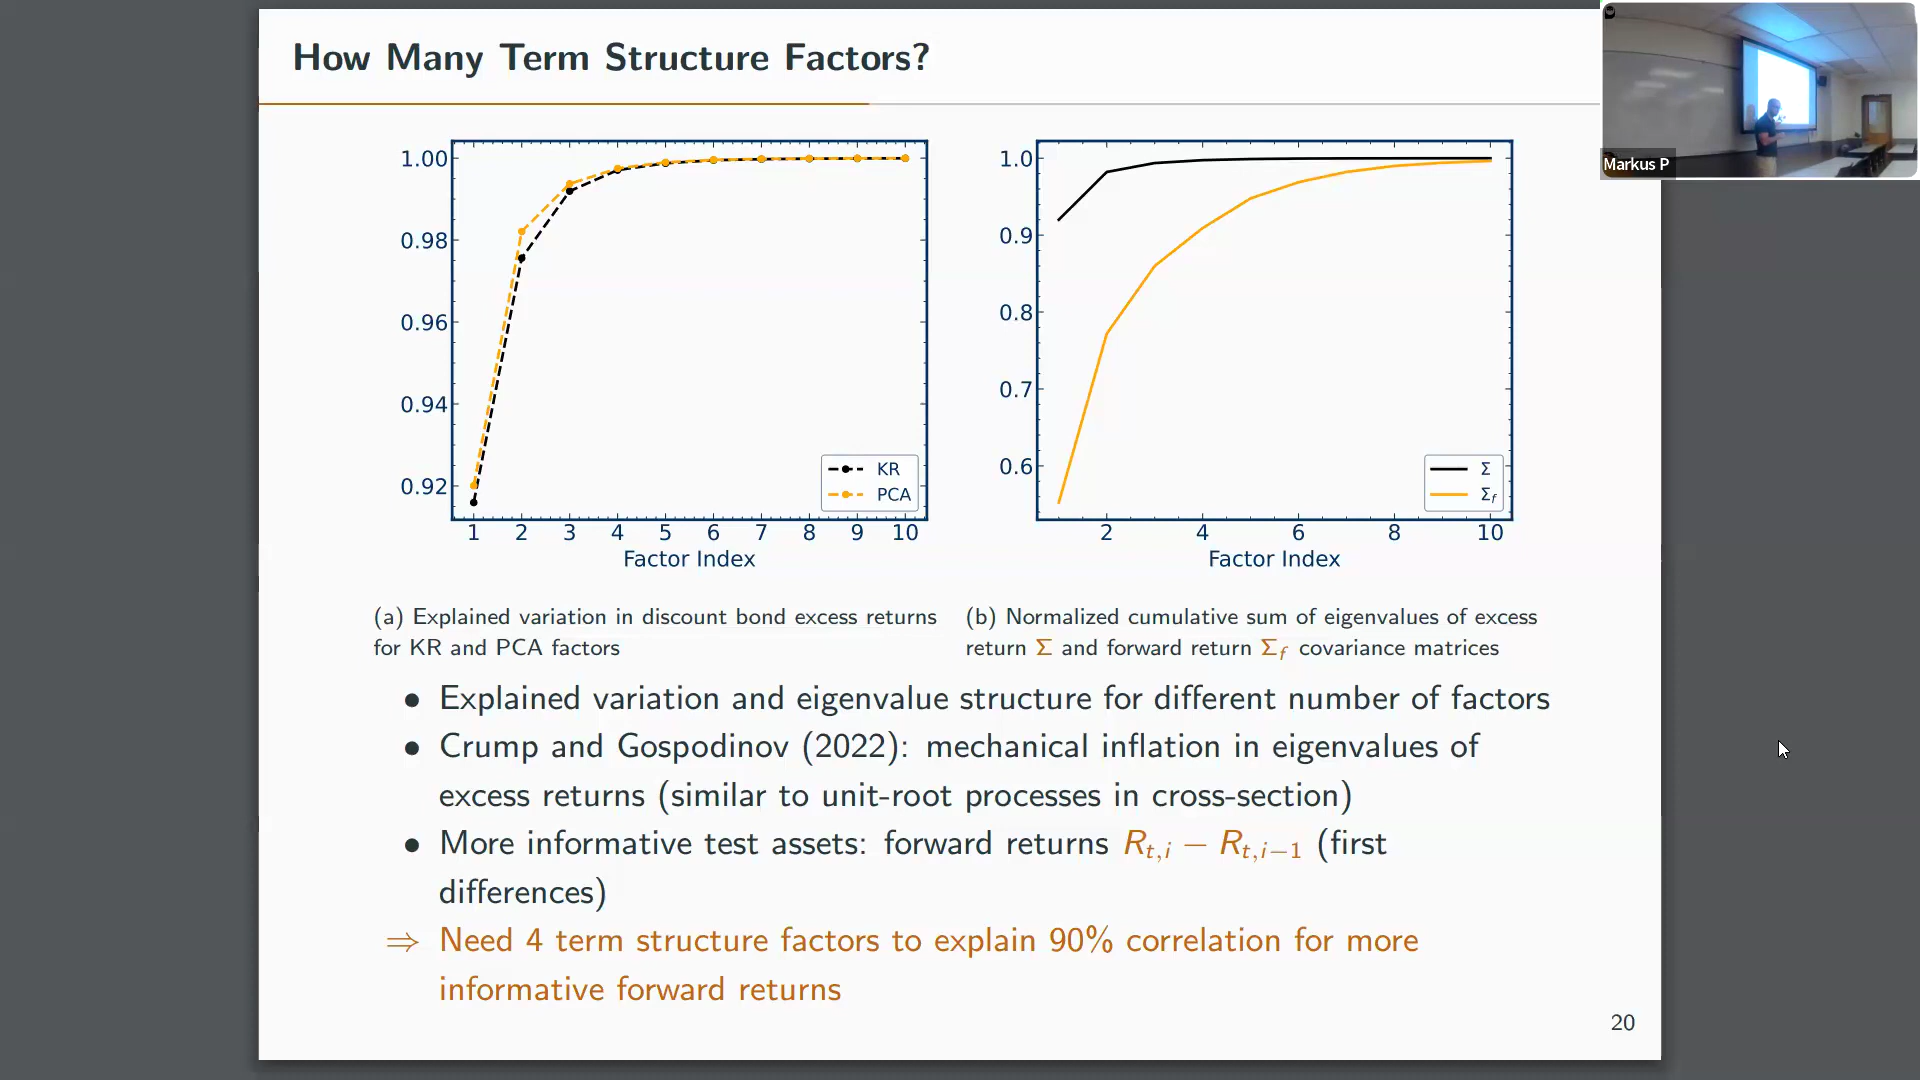 How Many Term Structure Factors?
Markus P
1.00
0.98
0.96
0.94
0.92
KR
PCA
1 2 3 4 5 6 7 8 9 10
Factor Index
1.0
0.9
0.8
0.7
0.6
Σ
Σf
2 4 6 8 10
Factor Index
(a) Explained variation in discount bond excess returns
for KR and PCA factors
(b) Normalized cumulative sum of eigenvalues of excess
return Σ and forward return Σf covariance matrices
• Explained variation and eigenvalue structure for different number of factors
• Crump and Gospodinov (2022): mechanical inflation in eigenvalues of
excess returns (similar to unit-root processes in cross-section)
• More informative test assets: forward returns Rt,i − Rt,i−1 (first
differences)
⇒ Need 4 term structure factors to explain 90% correlation for more
informative forward returns
20